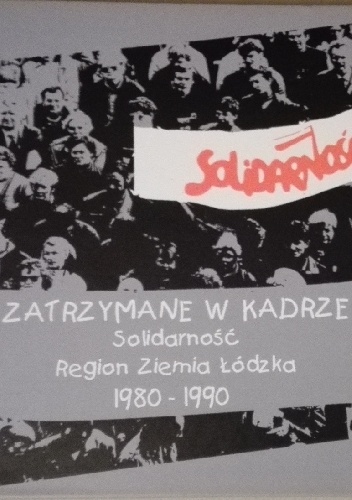 SOLIDARNOŚĆ
ZATRZYMANE W KADRZE
Solidarność
Region Ziemia Łódzka
1980 - 1990